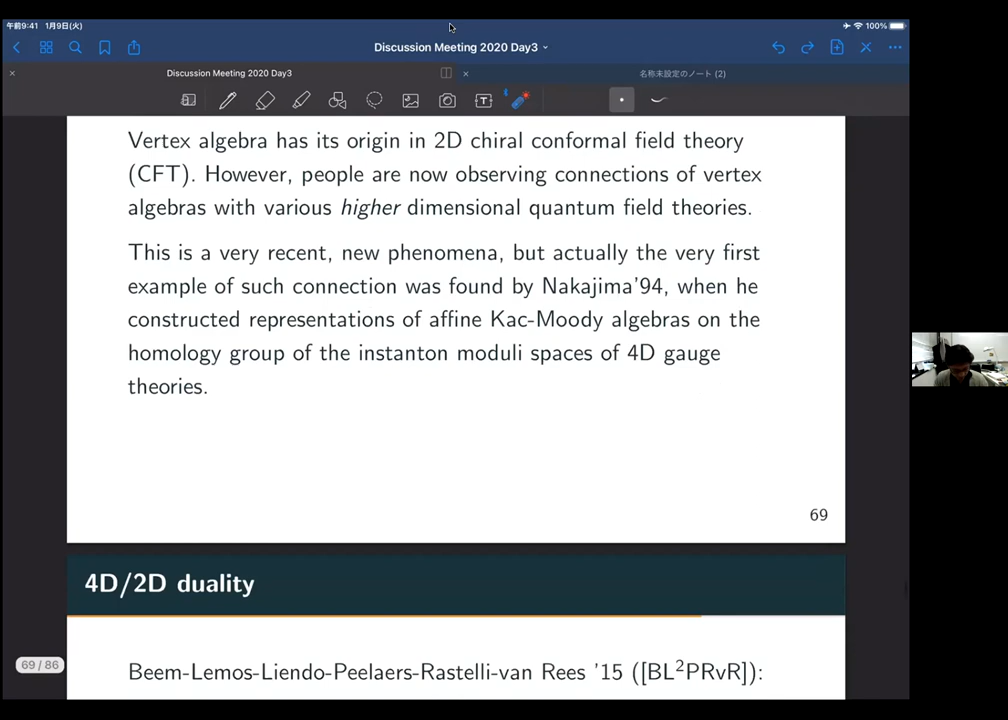 午前9:41 1月9日(火)
100%
Discussion Meeting 2020 Day3
Discussion Meeting 2020 Day3
名称未設定のノート (2)
T
Vertex algebra has its origin in 2D chiral conformal field theory
(CFT). However, people are now observing connections of vertex
algebras with various higher dimensional quantum field theories.
This is a very recent, new phenomena, but actually the very first
example of such connection was found by Nakajima'94, when he
constructed representations of affine Kac-Moody algebras on the
homology group of the instanton moduli spaces of 4D gauge
theories.
69
4D/2D duality
69 / 86
Beem-Lemos-Liendo-Peelaers-Rastelli-van Rees '15 ([BL²PRvR]):